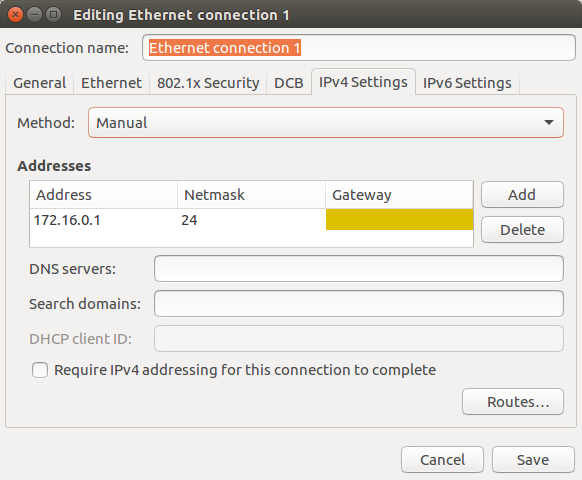 Editing Ethernet connection 1
Connection name: Ethernet connection 1
General Ethernet 802.1x Security DCB IPv4 Settings IPv6 Settings
Method: Manual
Addresses
Address Netmask Gateway Add
172.16.0.1 24 Delete
DNS servers:
Search domains:
DHCP client ID:
Require IPv4 addressing for this connection to complete
Routes...
Cancel Save